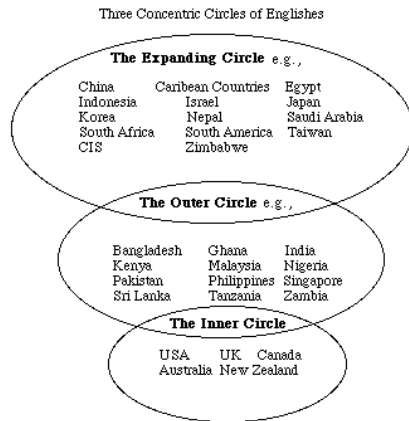 Three Concentric Circles of Englishes
The Expanding Circle e.g.,
China Caribean Countries Egypt
Indonesia Israel Japan
Korea Nepal Saudi Arabia
South Africa South America Taiwan
CIS Zimbabwe
The Outer Circle e.g.,
Bangladesh Ghana India
Kenya Malaysia Nigeria
Pakistan Philippines Singapore
Sri Lanka Tanzania Zambia
The Inner Circle
USA UK Canada
Australia New Zealand